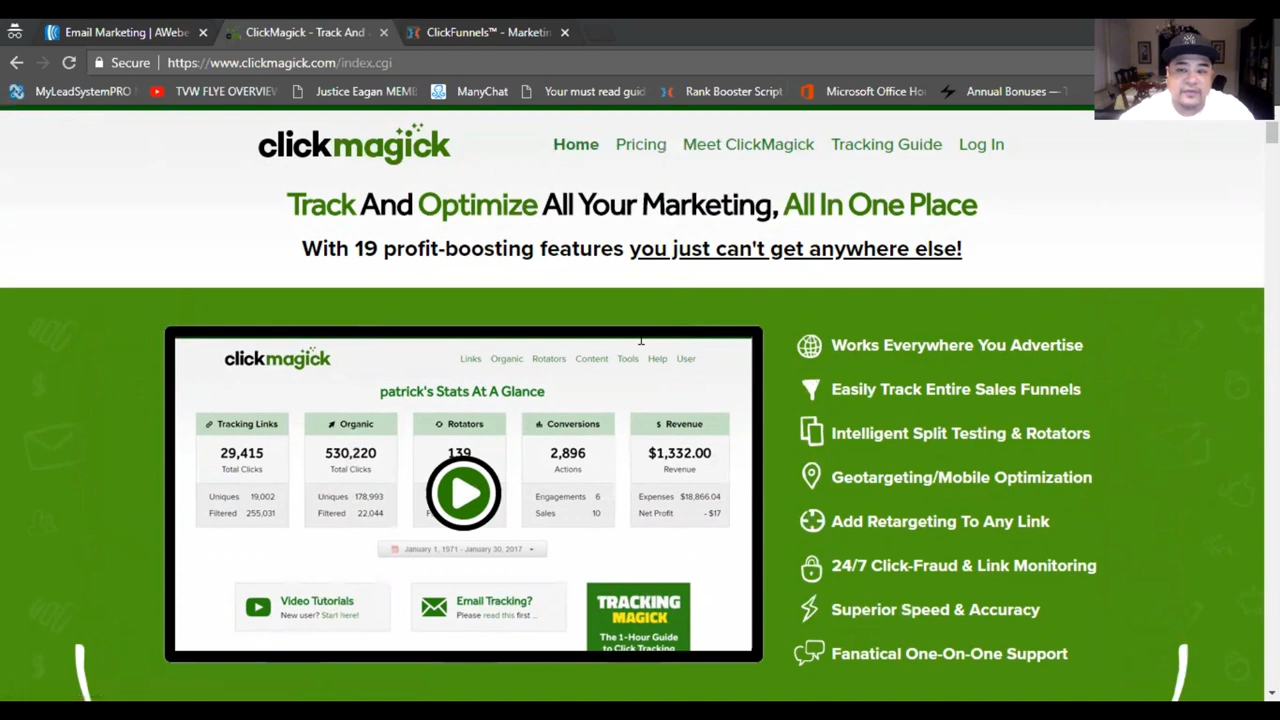 Email Marketing | AWebe
ClickMagick - Track And
ClickFunnels™ - Marketin
Secure
https://www.clickmagick.com/index.cgi
MyLeadSystemPRO
TVW FLYE OVERVIEW
Justice Eagan MEME
ManyChat
Your must read guid
Rank Booster Script
Microsoft Office Ho
Annual Bonuses —
clickmagick
Home Pricing Meet ClickMagick Tracking Guide Log In
Track And Optimize All Your Marketing, All In One Place
With 19 profit-boosting features you just can't get anywhere else!
clickmagick
Links Organic Rotators Content Tools Help User
patrick's Stats At A Glance
Tracking Links Organic Rotators Conversions $ Revenue
29,415 530,220 139 2,896 $1,332.00
Total Clicks Total Clicks Actions Revenue
Uniques 19,002 Uniques 178,993 Engagements 6 Expenses $18,866.04
Filtered 255,031 Filtered 22,044 Sales 10 Net Profit - $17
January 1, 1971 - January 30, 2017
Video Tutorials
New user? Start here!
Email Tracking?
Please read this first ...
TRACKING
MAGICK
The 1-Hour Guide
to Click Tracking
Works Everywhere You Advertise
Easily Track Entire Sales Funnels
Intelligent Split Testing & Rotators
Geotargeting/Mobile Optimization
Add Retargeting To Any Link
24/7 Click-Fraud & Link Monitoring
Superior Speed & Accuracy
Fanatical One-On-One Support